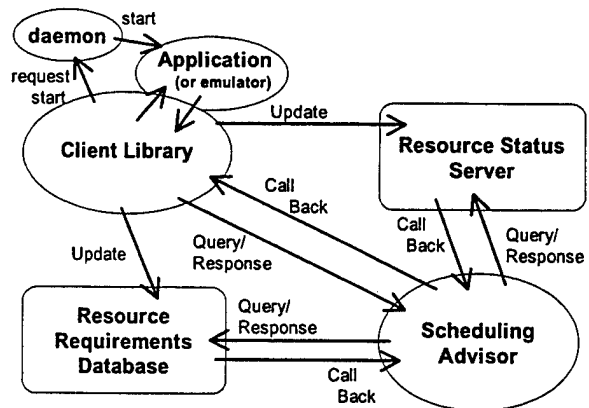 start
daemon
Application
(or emulator)
request
start
Update
Client Library
Resource Status
Server
Call
Back
Call
Back
Query/
Response
Query/
Response
Update
Query/
Response
Resource
Requirements
Database
Scheduling
Advisor
Call
Back